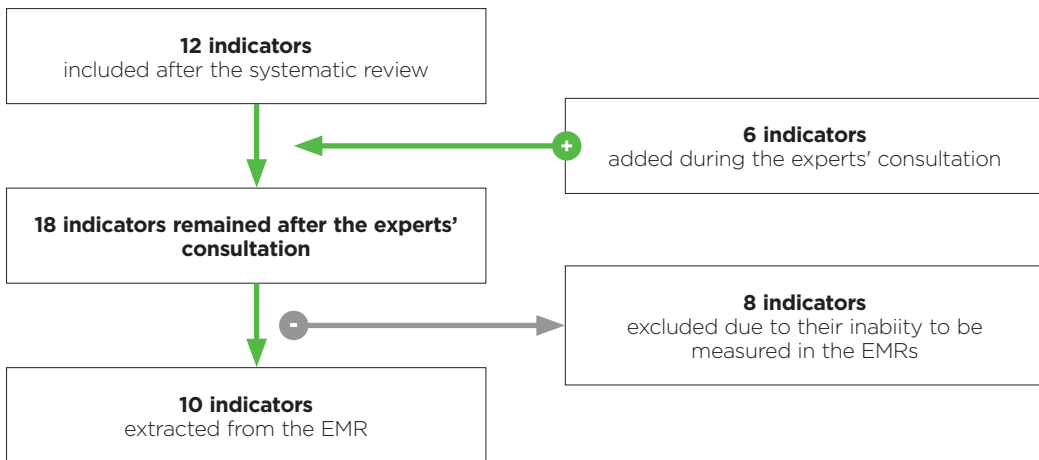 12 indicators
included after the systematic review
+
6 indicators
added during the experts' consultation
18 indicators remained after the experts’
consultation
-
8 indicators
excluded due to their inabiity to be
measured in the EMRs
10 indicators
extracted from the EMR